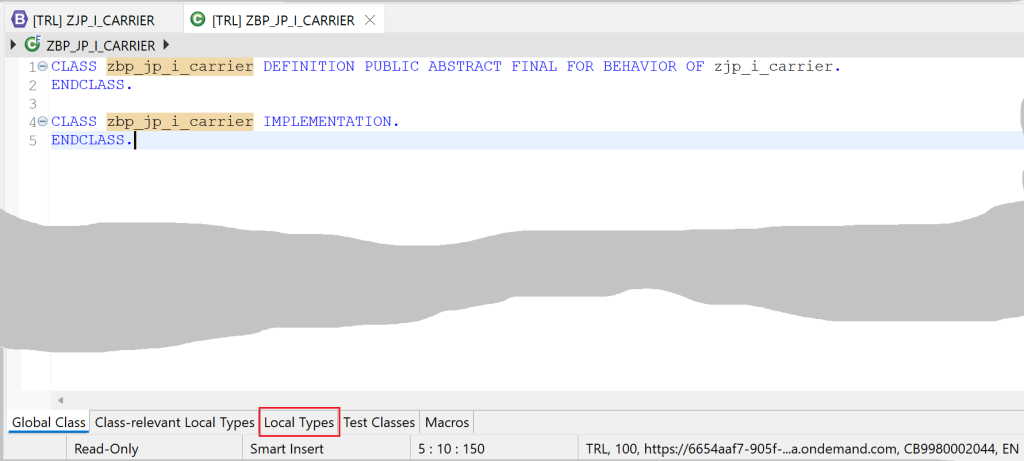 [TRL] ZJP_I_CARRIER [TRL] ZBP_JP_I_CARRIER
ZBP_JP_I_CARRIER
1 CLASS zbp_jp_i_carrier DEFINITION PUBLIC ABSTRACT FINAL FOR BEHAVIOR OF zjp_i_carrier.
2 ENDCLASS.
3
4 CLASS zbp_jp_i_carrier IMPLEMENTATION.
5 ENDCLASS.
Global Class Class-relevant Local Types Local Types Test Classes Macros
Read-Only Smart Insert 5 : 10 : 150 TRL, 100, https://6654aaf7-905f-...a.ondemand.com, CB9980002044, EN